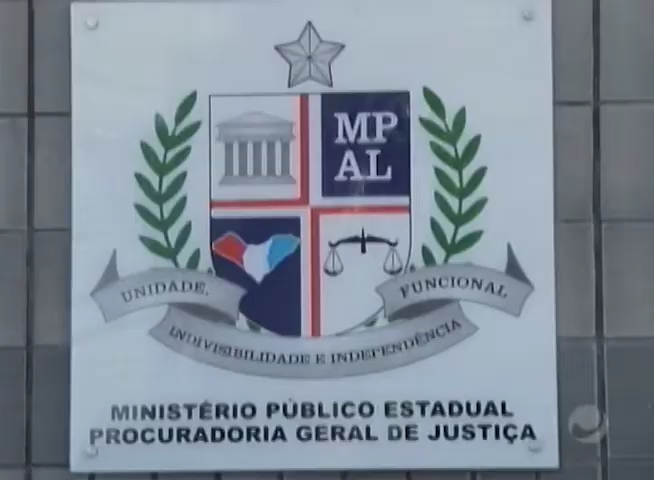 MP
AL
UNIDADE,
FUNCIONAL
INDIVISIBILIDADE E INDEPENDÊNCIA
MINISTÉRIO PÚBLICO ESTADUAL
PROCURADORIA GERAL DE JUSTIÇA